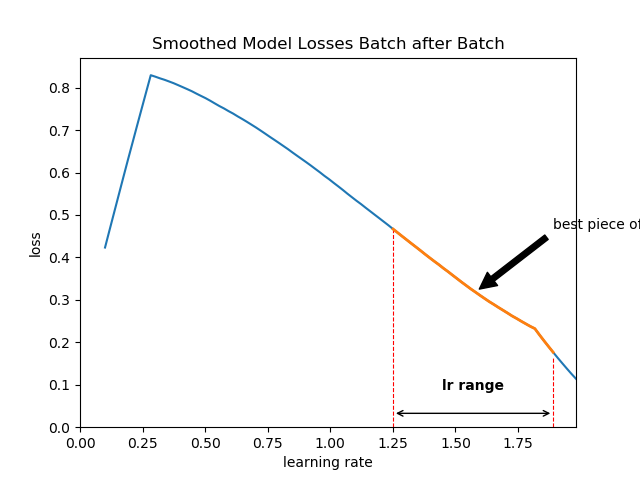 Smoothed Model Losses Batch after Batch
0.8
0.7
0.6
0.5
0.4
0.3
0.2
0.1
0.0
loss
best piece of
lr range
0.00 0.25 0.50 0.75 1.00 1.25 1.50 1.75
learning rate